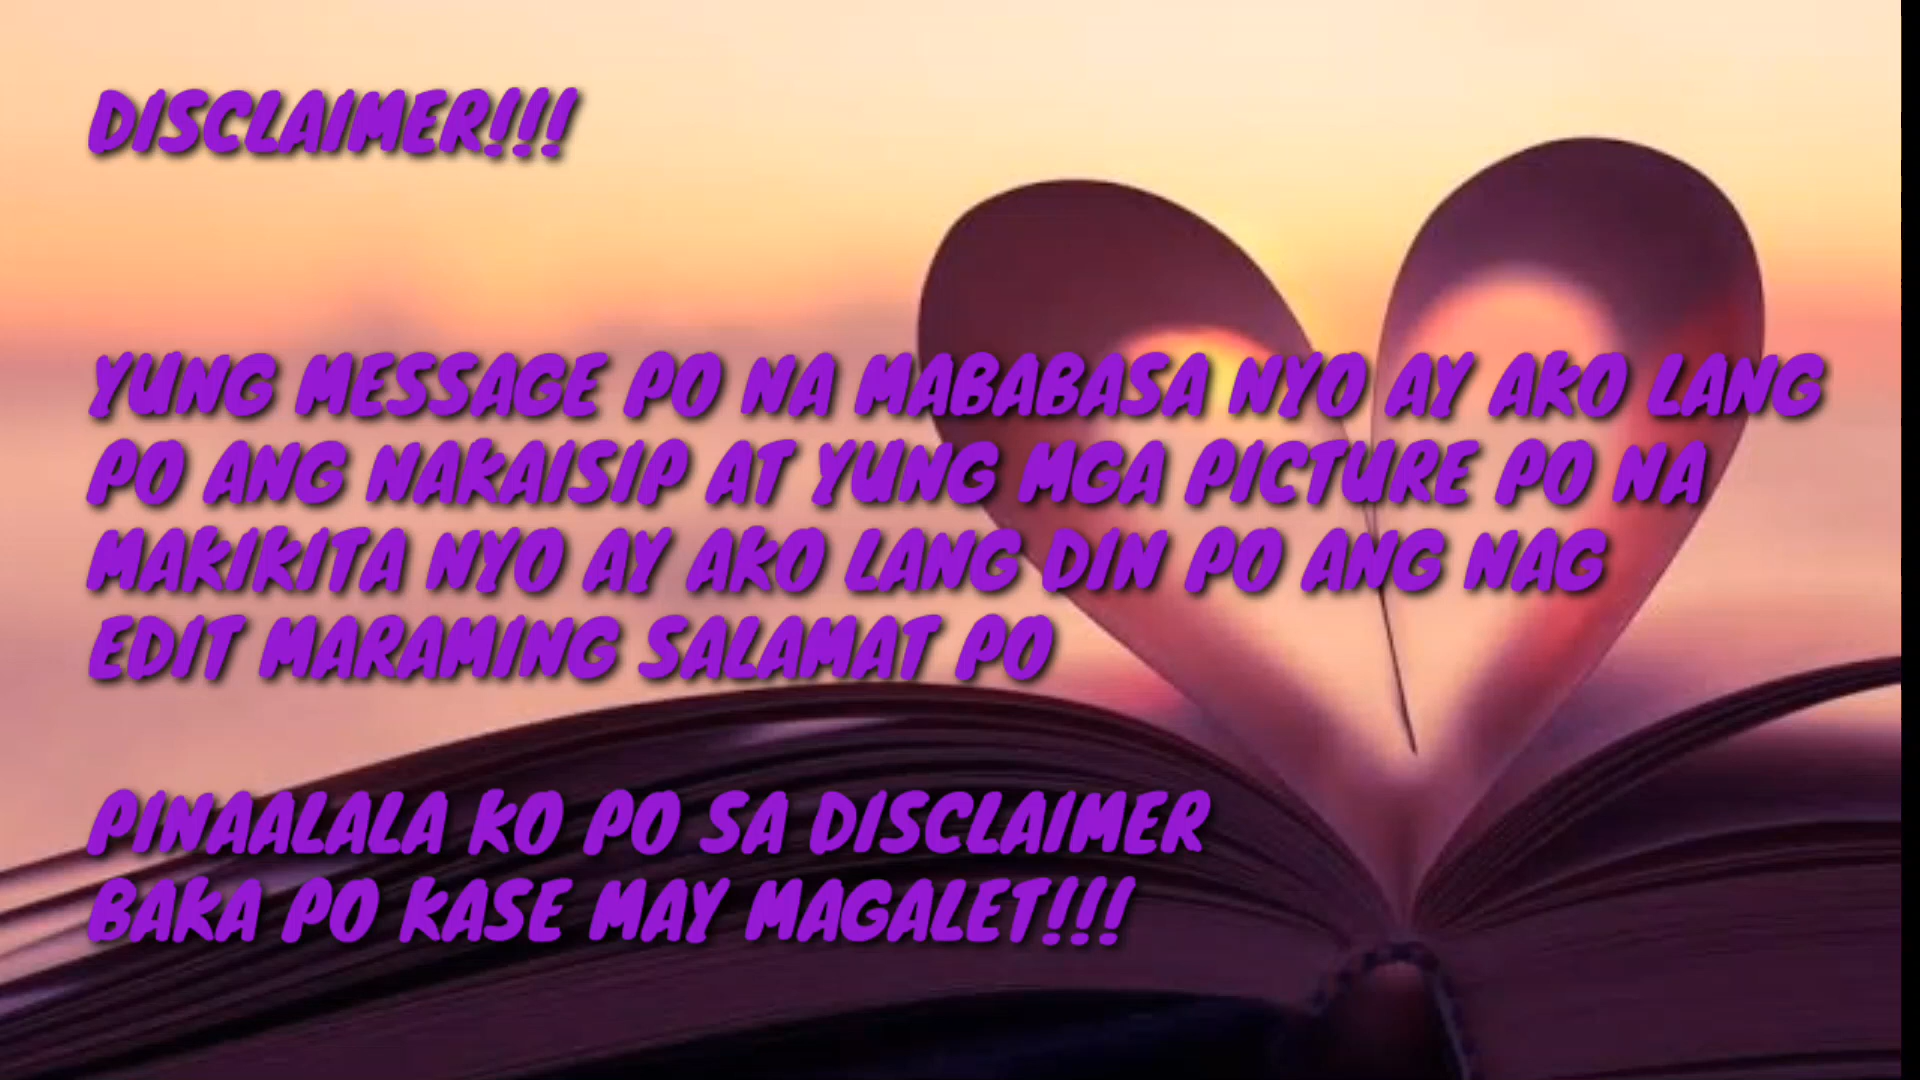 DISCLAIMER!!!
YUNG MESSAGE PO NA MABABASA NYO AY AKO LANG
PO ANG NAKAISIP AT YUNG MGA PICTURE PO NA
MAKIKITA NYO AY AKO LANG DIN PO ANG NAG
EDIT MARAMING SALAMAT PO
PINAALALA KO PO SA DISCLAIMER
BAKA PO KASE MAY MAGALET!!!